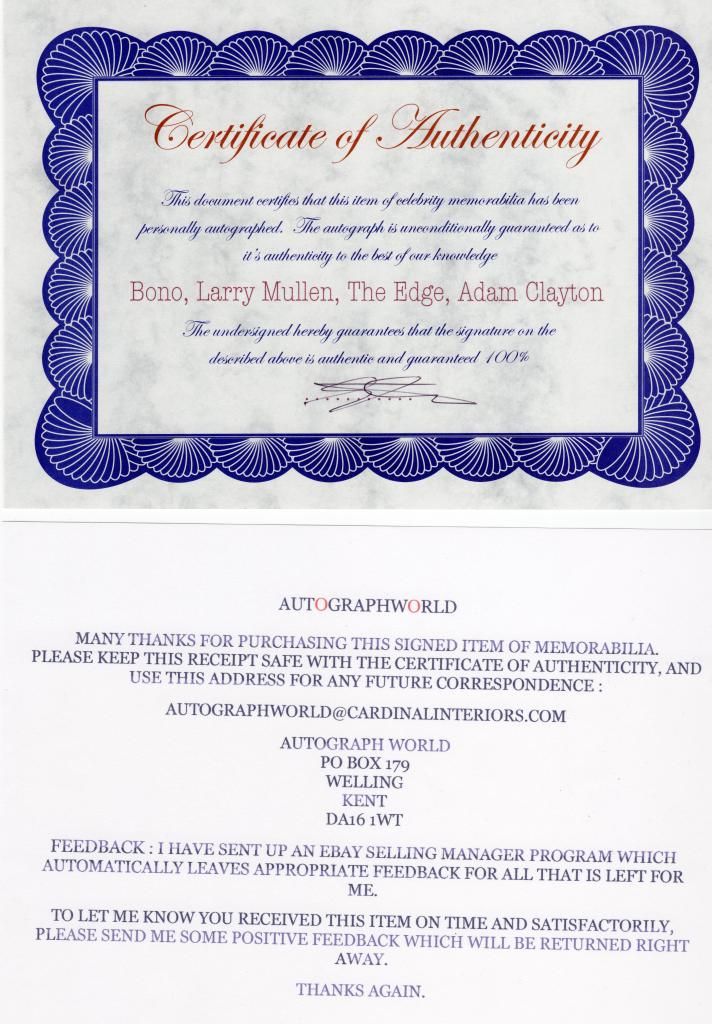 Certificate of Authenticity
This document certifies that this item of celebrity memorabilia has been
personally autographed. The autograph is unconditionally guaranteed as to
it's authenticity to the best of our knowledge
Bono, Larry Mullen, The Edge, Adam Clayton
The undersigned hereby guarantees that the signature on the
described above is authentic and guaranteed 100%
AUTOGRAPHWORLD
MANY THANKS FOR PURCHASING THIS SIGNED ITEM OF MEMORABILIA.
PLEASE KEEP THIS RECEIPT SAFE WITH THE CERTIFICATE OF AUTHENTICITY, AND
USE THIS ADDRESS FOR ANY FUTURE CORRESPONDENCE :
AUTOGRAPHWORLD@CARDINALINTERIORS.COM
AUTOGRAPH WORLD
PO BOX 179
WELLING
KENT
DA16 1WT
FEEDBACK : I HAVE SENT UP AN EBAY SELLING MANAGER PROGRAM WHICH
AUTOMATICALLY LEAVES APPROPRIATE FEEDBACK FOR ALL THAT IS LEFT FOR
ME.
TO LET ME KNOW YOU RECEIVED THIS ITEM ON TIME AND SATISFACTORILY,
PLEASE SEND ME SOME POSITIVE FEEDBACK WHICH WILL BE RETURNED RIGHT
AWAY.
THANKS AGAIN.